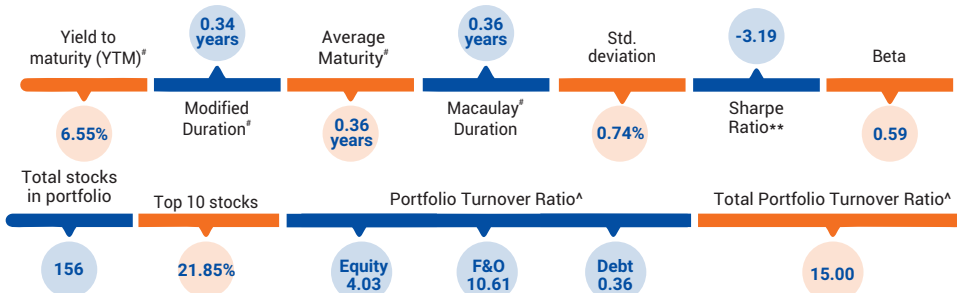 Yield to
maturity (YTM)#
6.55%
0.34
years
Modified
Duration#
Average
Maturity#
0.36
years
0.36
years
Macaulay#
Duration
Std.
deviation
0.74%
-3.19
Sharpe
Ratio**
Beta
0.59
Total stocks
in portfolio
156
Top 10 stocks
21.85%
Portfolio Turnover Ratio^
Equity
4.03
F&O
10.61
Debt
0.36
Total Portfolio Turnover Ratio^
15.00